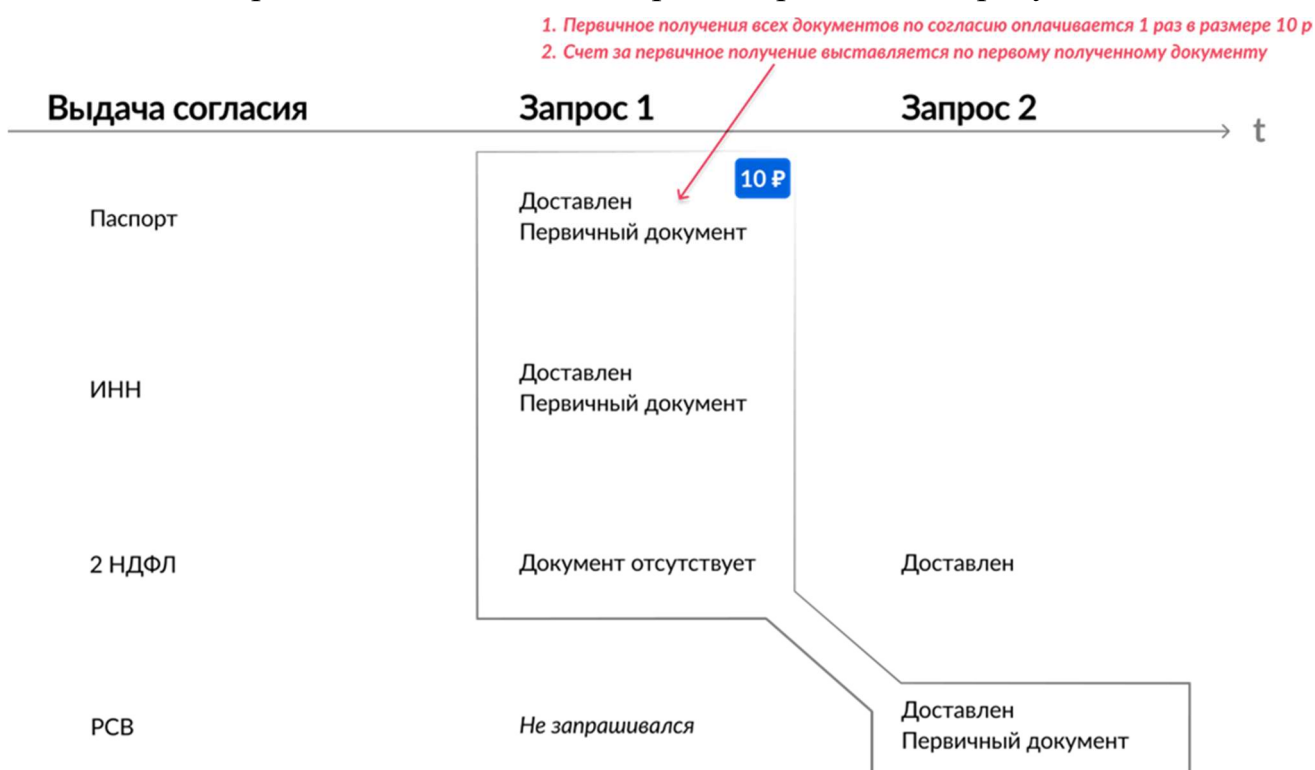 1. Первичное получения всех документов по согласию оплачивается 1 раз в размере 10 р
2. Счет за первичное получение выставляется по первому полученному документу
Выдача согласия Запрос 1 Запрос 2
t
10 ₽
Паспорт
Доставлен
Первичный документ
ИНН
Доставлен
Первичный документ
2 НДФЛ Документ отсутствует Доставлен
РСВ Не запрашивался
Доставлен
Первичный документ